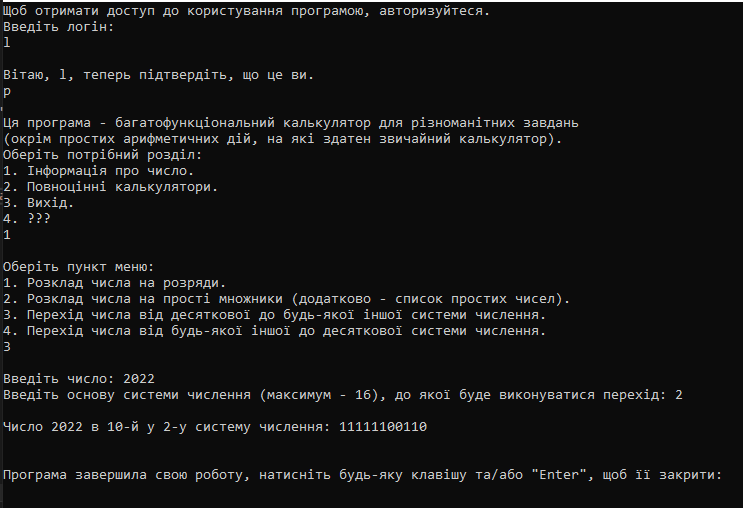 Щоб отримати доступ до користування програмою, авторизуйтеся.
Введіть логін:
l
Вітаю, l, теперь підтвердіть, що це ви.
p
Ця програма - багатофункціональний калькулятор для різноманітних завдань
(окрім простих арифметичних дій, на які здатен звичайний калькулятор).
Оберіть потрібний розділ:
1. Інформація про число.
2. Повноцінні калькулятори.
3. Вихід.
4. ???
1
Оберіть пункт меню:
1. Розклад числа на розряди.
2. Розклад числа на прості множники (додатково - список простих чисел).
3. Перехід числа від десяткової до будь-якої іншої системи числення.
4. Перехід числа від будь-якої іншої до десяткової системи числення.
3
Введіть число: 2022
Введіть основу системи числення (максимум - 16), до якої буде виконуватися перехід: 2
Число 2022 в 10-й у 2-у систему числення: 11111100110
Програма завершила свою роботу, натисніть будь-яку клавішу та/або "Enter", щоб її закрити: